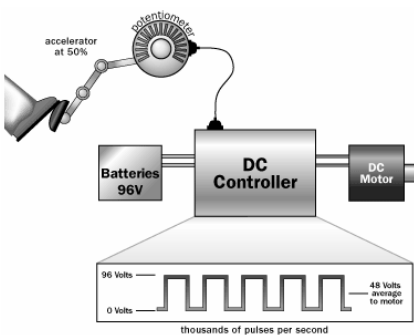 potentiometer
accelerator
at 50%
Batteries
96V
DC
Controller
DC
Motor
96 Volts
0 Volts
48 Volts
average
to motor
thousands of pulses per second